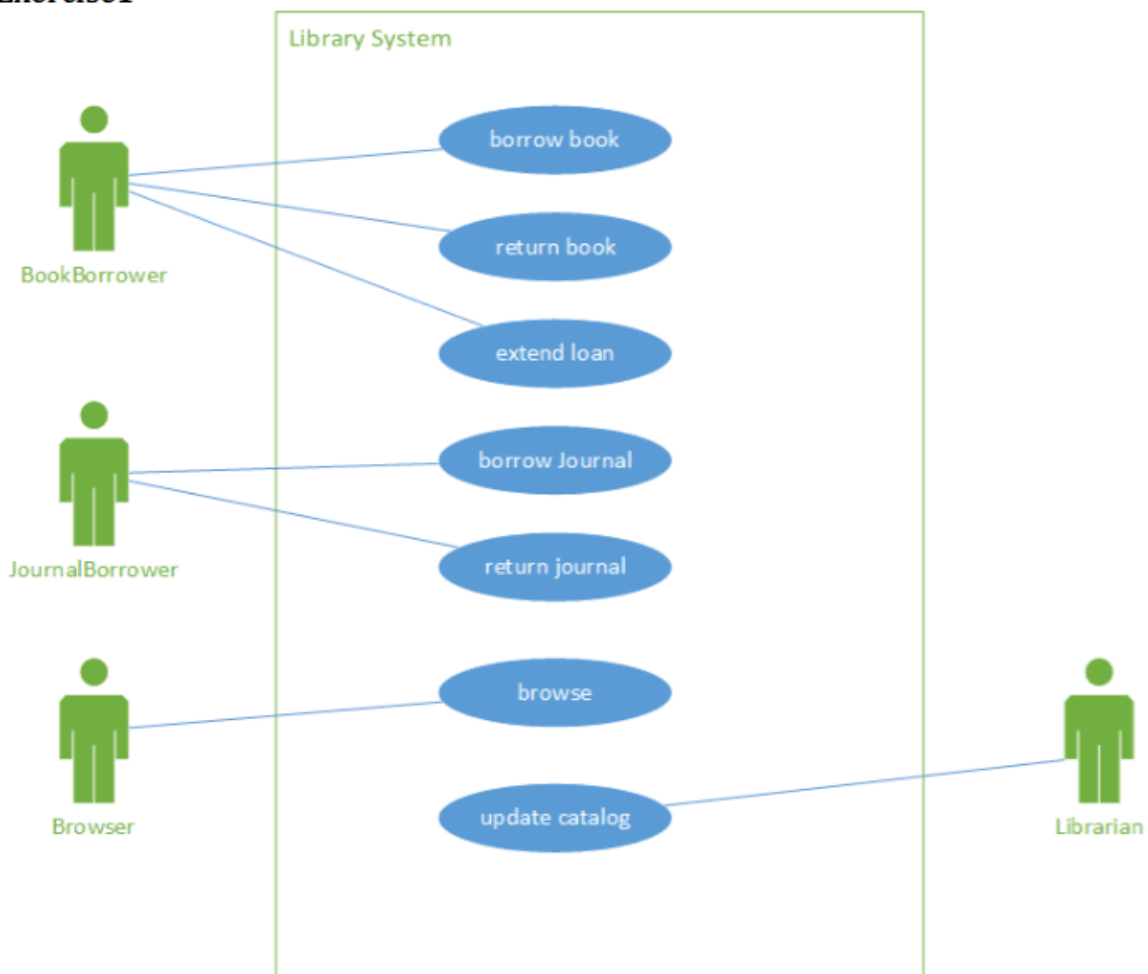 Exercise1
Library System
borrow book
return book
BookBorrower
extend loan
borrow Journal
return journal
JournalBorrower
browse
update catalog
Browser
Librarian